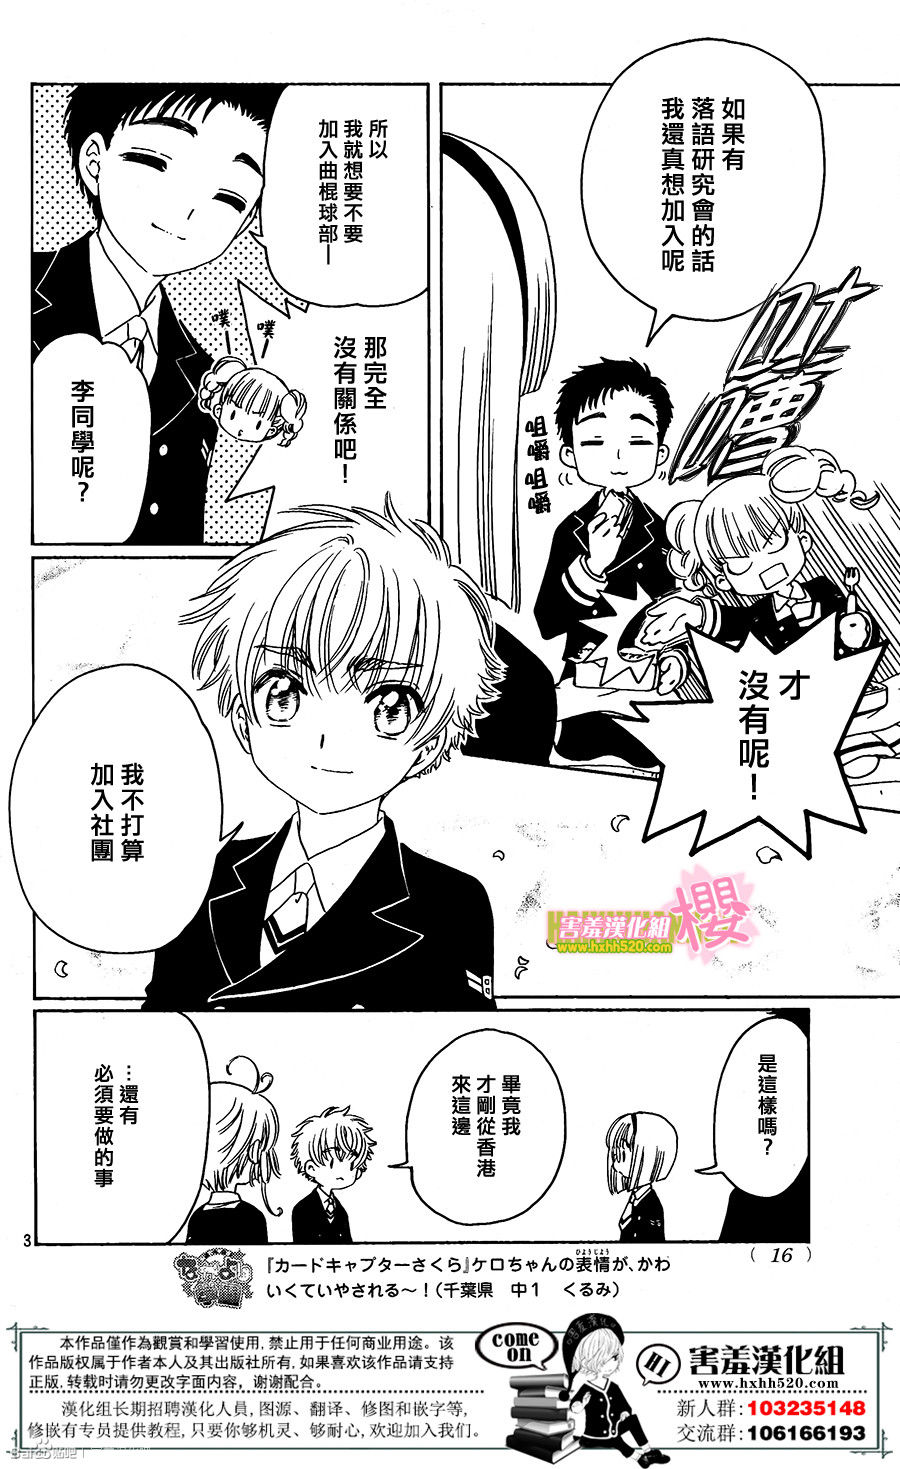 如果有
落語研究會的話
我還真想加入呢
吐嘈
咀嚼咀嚼
才
沒有呢！
所以
我就想要不要
加入曲棍球部—
噗
噗
那完全
沒有關係吧！
李同學呢？
我不打算
加入社團
害羞漢化組
www.hxhh520.com
櫻
是這樣嗎？
畢竟我
才剛從香港
來這邊
…還有
必須要做的事
3
（16）
『カードキャプターさくら』ケロちゃんの表情が、かわ
ひょうじょう
いくていやされる～！（千葉県　中１　くるみ）
本作品僅作為觀賞和學習使用，禁止用于任何商业用途。该
作品版权属于作者本人及其出版社所有，如果喜欢该作品请支持
正版，转载时请勿更改字面内容，谢谢配合。
漢化组长期招聘漢化人員，图源、翻译、修图和嵌字等，
修嵌有专员提供教程，只要你够机灵、够耐心，欢迎加入我们。
come on
HI
害羞漢化組
www.hxhh520.com
新人群:103235148
交流群:106166193